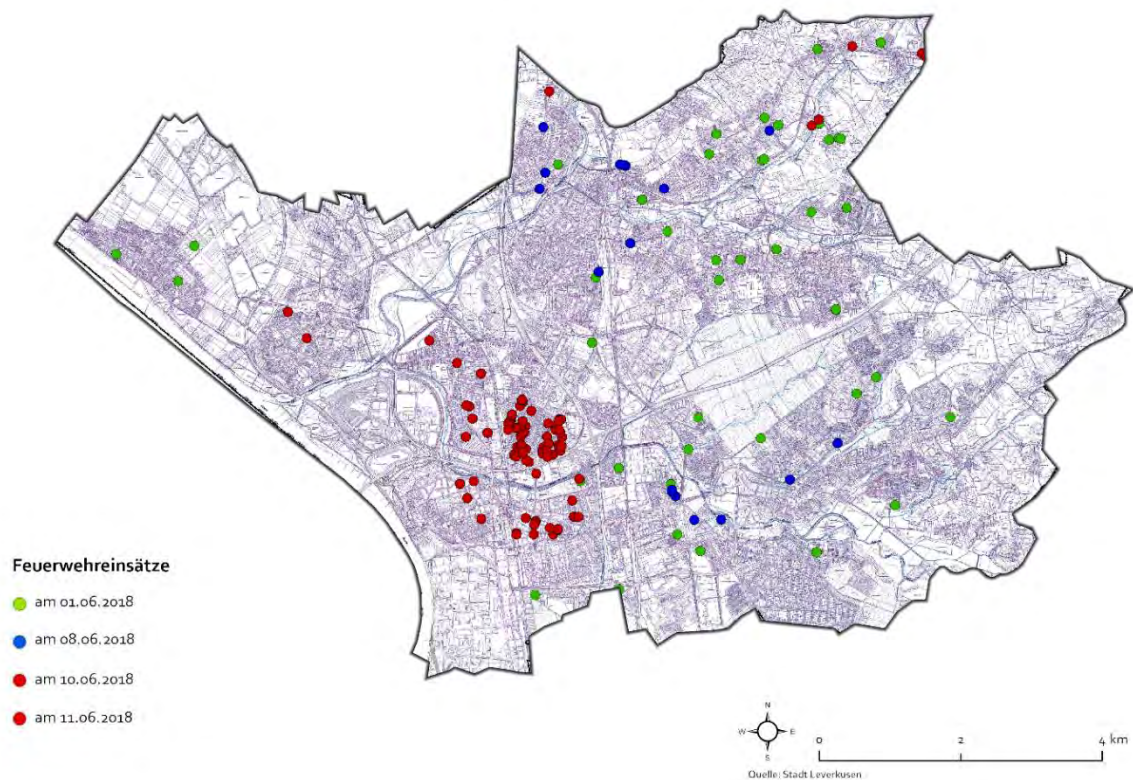 Feuerwehreinsätze
am 01.06.2018
am 08.06.2018
am 10.06.2018
am 11.06.2018
N
W E
S
0 2 4 km
Quelle: Stadt Leverkusen